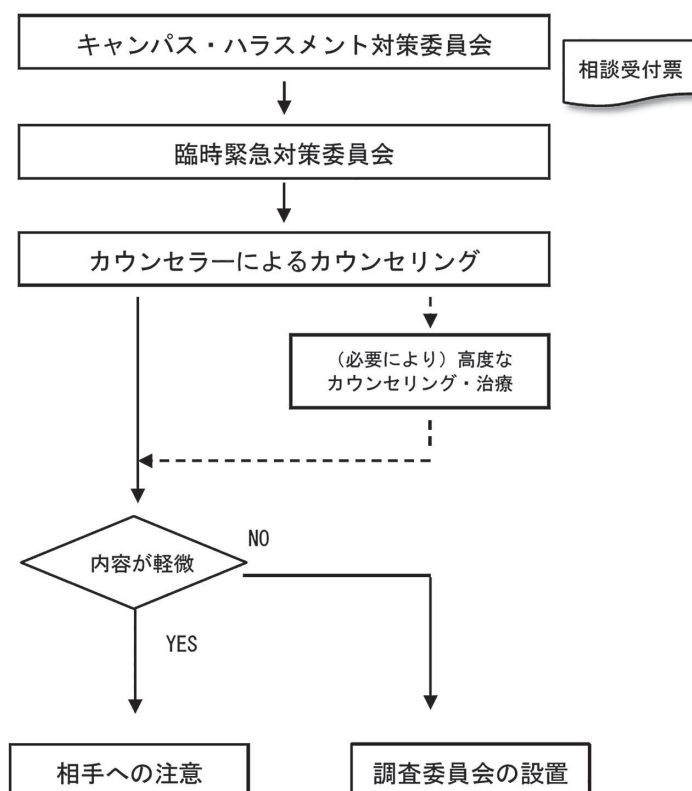 キャンパス・ハラスメント対策委員会
相談受付票
臨時緊急対策委員会
カウンセラーによるカウンセリング
（必要により）高度な
カウンセリング・治療
内容が軽微
NO
YES
相手への注意
調査委員会の設置